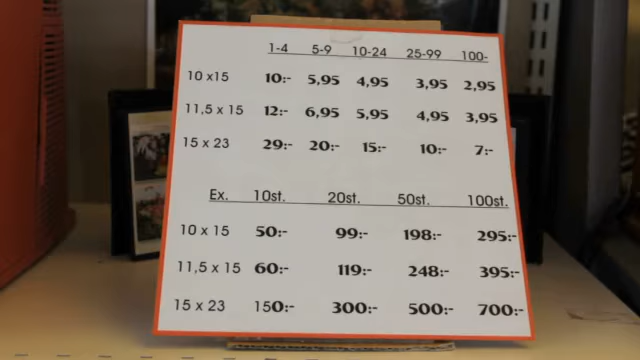 1-4 5-9 10-24 25-99 100-
10 x15 10:- 5,95 4,95 3,95 2,95
11,5 x 15 12:- 6,95 5,95 4,95 3,95
15 x 23 29:- 20:- 15:- 10:- 7:-
Ex. 10st. 20st. 50st. 100st.
10 x 15 50:- 99:- 198:- 295:-
11,5 x 15 60:- 119:- 248:- 395:-
15 x 23 150:- 300:- 500:- 700:-